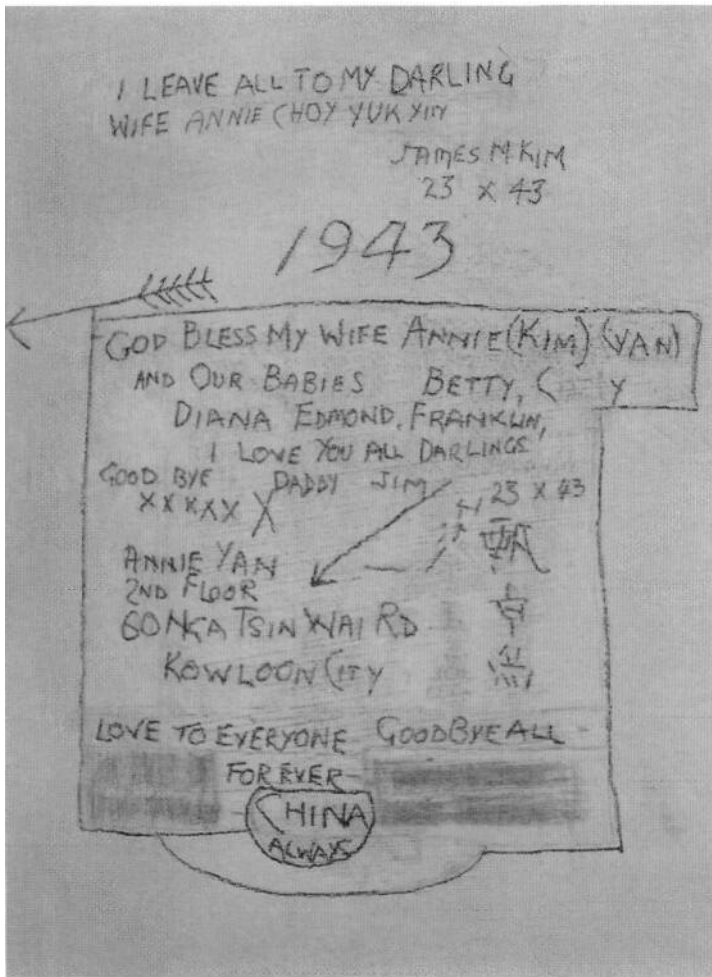 I LEAVE ALL TO MY DARLING
WIFE ANNIE CHOY YUK YIN
JAMES M KIM
23 X 43
1943
GOD BLESS MY WIFE ANNIE (KIM) (YAN)
AND OUR BABIES BETTY,
DIANA EDMOND, FRANKLIN,
I LOVE YOU ALL DARLINGS
GOOD BYE DADDY JIM 23 X 43
XXXXX X
ANNIE YAN
2ND FLOOR
60 NGA TSIN WAI RD
KOWLOON CITY
LOVE TO EVERYONE GOODBYE ALL
FOREVER
CHINA
ALWAYS